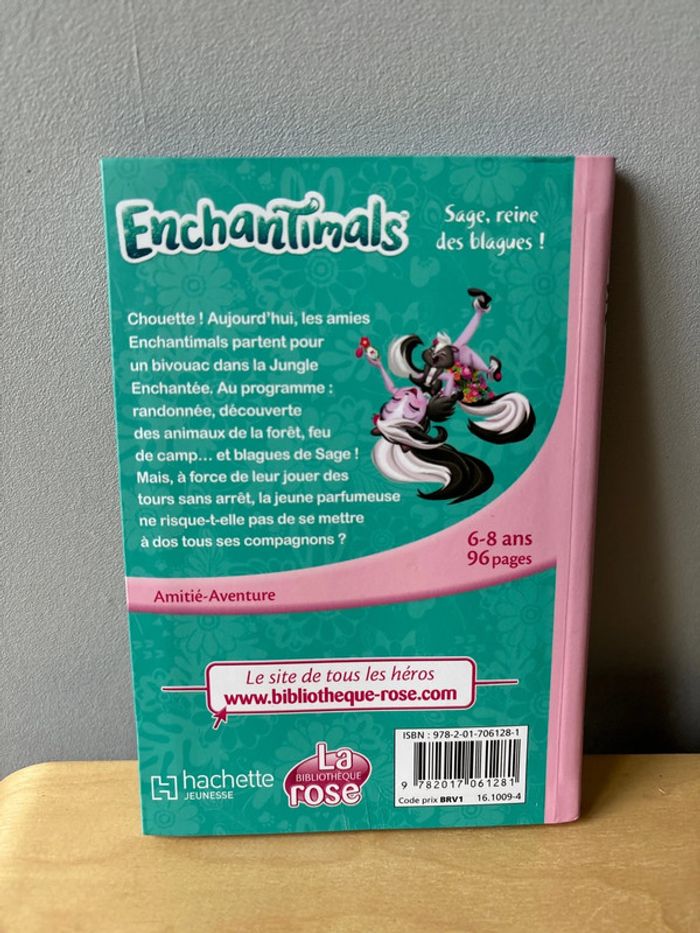 Enchantimals™
Sage, reine
des blagues !
Chouette ! Aujourd'hui, les amies
Enchantimals partent pour
un bivouac dans la Jungle
Enchantée. Au programme :
randonnée, découverte
des animaux de la forêt, feu
de camp... et blagues de Sage !
Mais, à force de leur jouer des
tours sans arrêt, la jeune parfumeuse
ne risque-t-elle pas de se mettre
à dos tous ses compagnons ?
6-8 ans
96 pages
Amitié-Aventure
Le site de tous les héros
www.bibliotheque-rose.com
hachette
JEUNESSE
La
BIBLIOTHÈQUE
rose
ISBN : 978-2-01-706128-1
9 782017 061281
Code prix BRV1 16.1009-4